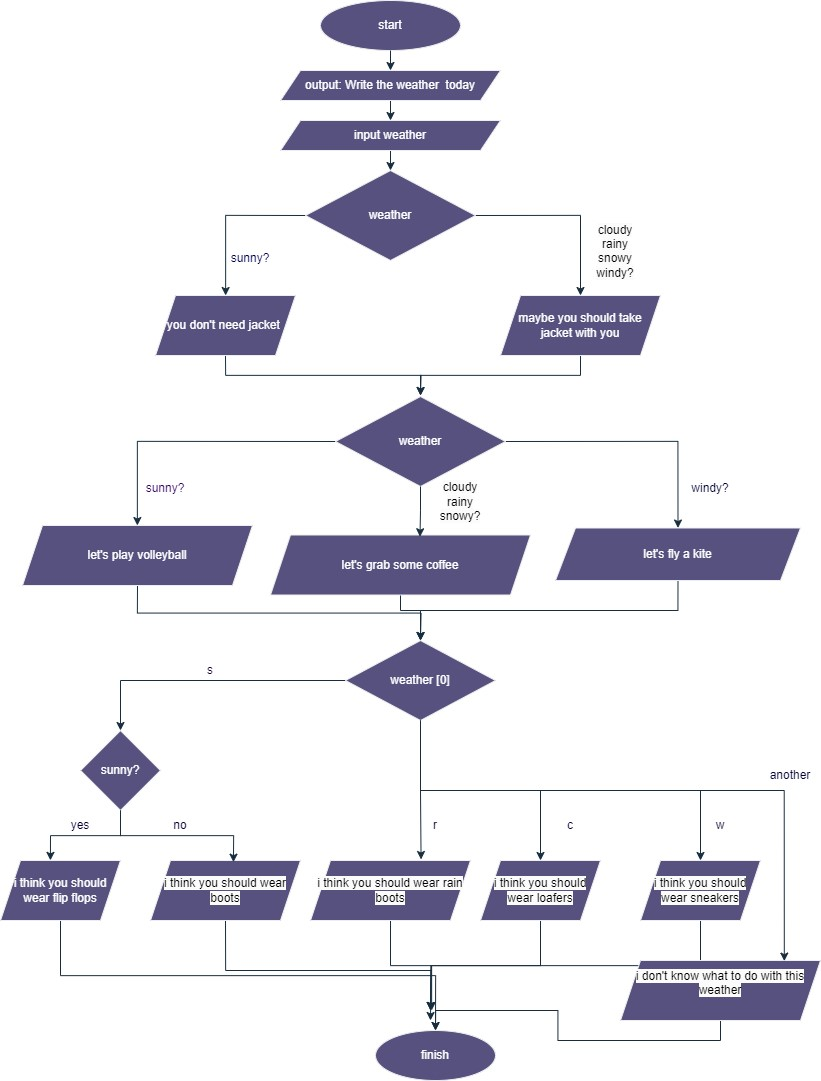 start
output: Write the weather  today
input weather
weather
sunny?
cloudy
rainy
snowy
windy?
you don't need jacket
maybe you should take
jacket with you
weather
sunny?
cloudy
rainy
snowy?
windy?
let's play volleyball
let's grab some coffee
let's fly a kite
s
weather [0]
sunny?
another
yes
no
r
c
w
i think you should
wear flip flops
i think you should wear
boots
i think you should wear rain
boots
i think you should
wear loafers
i think you should
wear sneakers
i don't know what to do with this
weather
finish